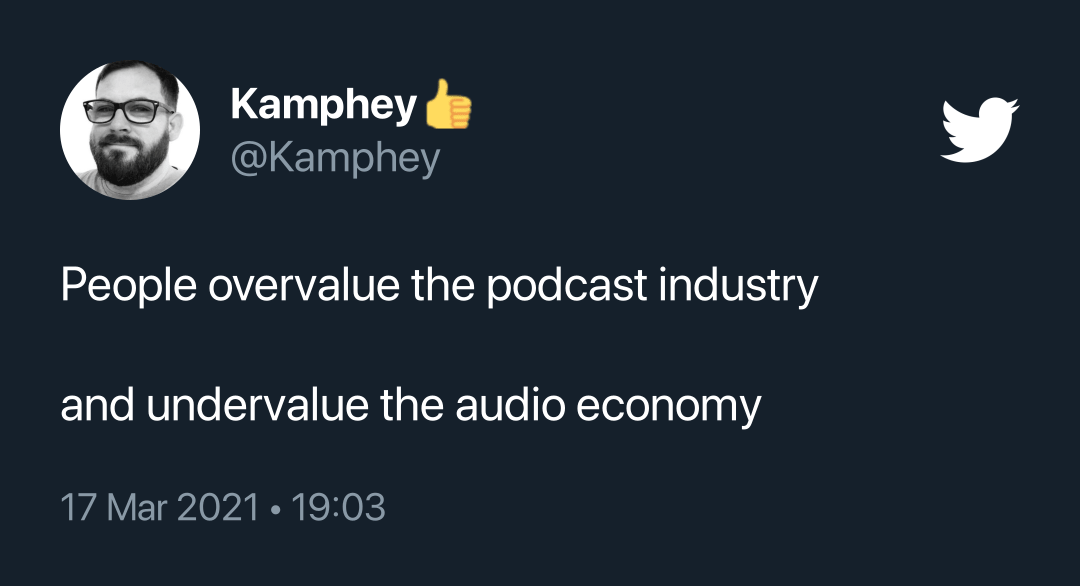 Kamphey👍
@Kamphey
People overvalue the podcast industry
and undervalue the audio economy
17 Mar 2021 • 19:03